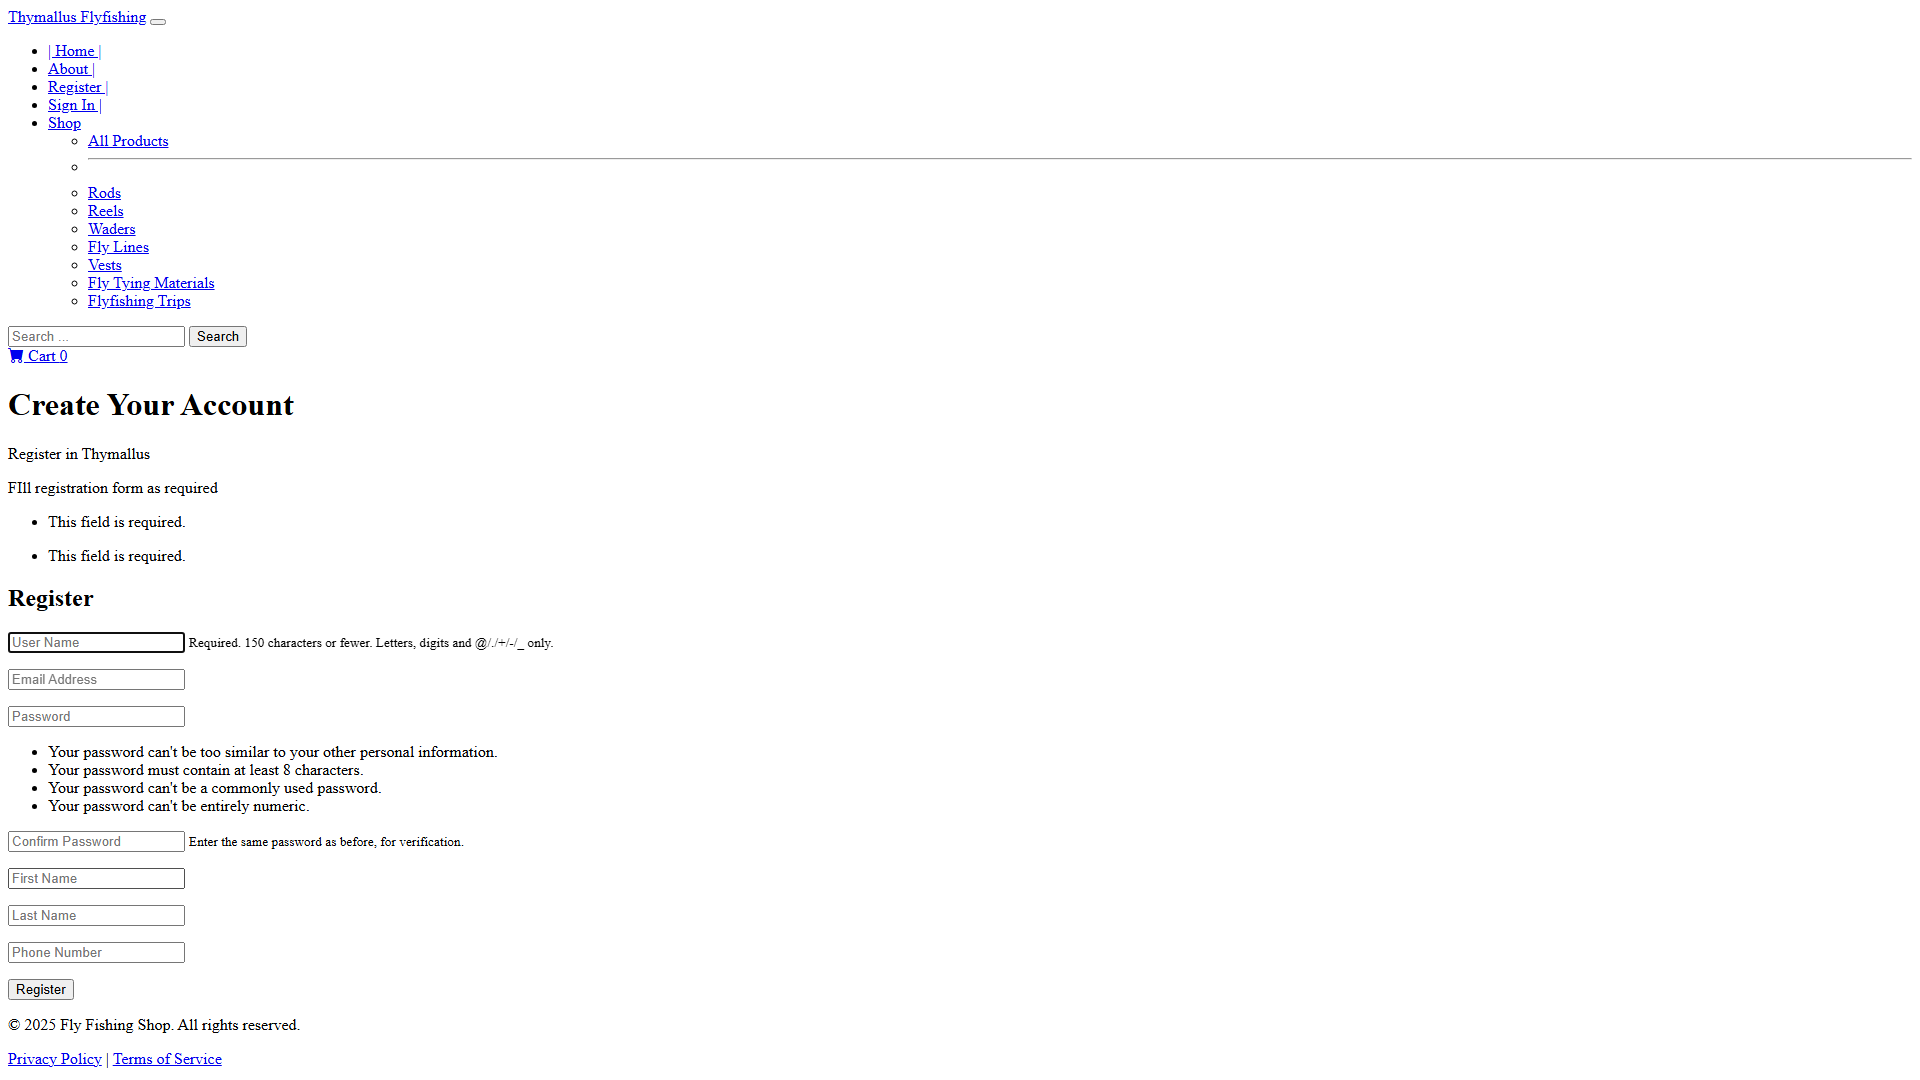 Thymallus Flyfishing
| Home |
About |
Register |
Sign In |
Shop
All Products
Rods
Reels
Waders
Fly Lines
Vests
Fly Tying Materials
Flyfishing Trips
Search ... Search
Cart 0
Create Your Account
Register in Thymallus
FIll registration form as required
This field is required.
This field is required.
Register
User Name Required. 150 characters or fewer. Letters, digits and @/./+/-/_ only.
Email Address
Password
Your password can't be too similar to your other personal information.
Your password must contain at least 8 characters.
Your password can't be a commonly used password.
Your password can't be entirely numeric.
Confirm Password Enter the same password as before, for verification.
First Name
Last Name
Phone Number
Register
© 2025 Fly Fishing Shop. All rights reserved.
Privacy Policy | Terms of Service